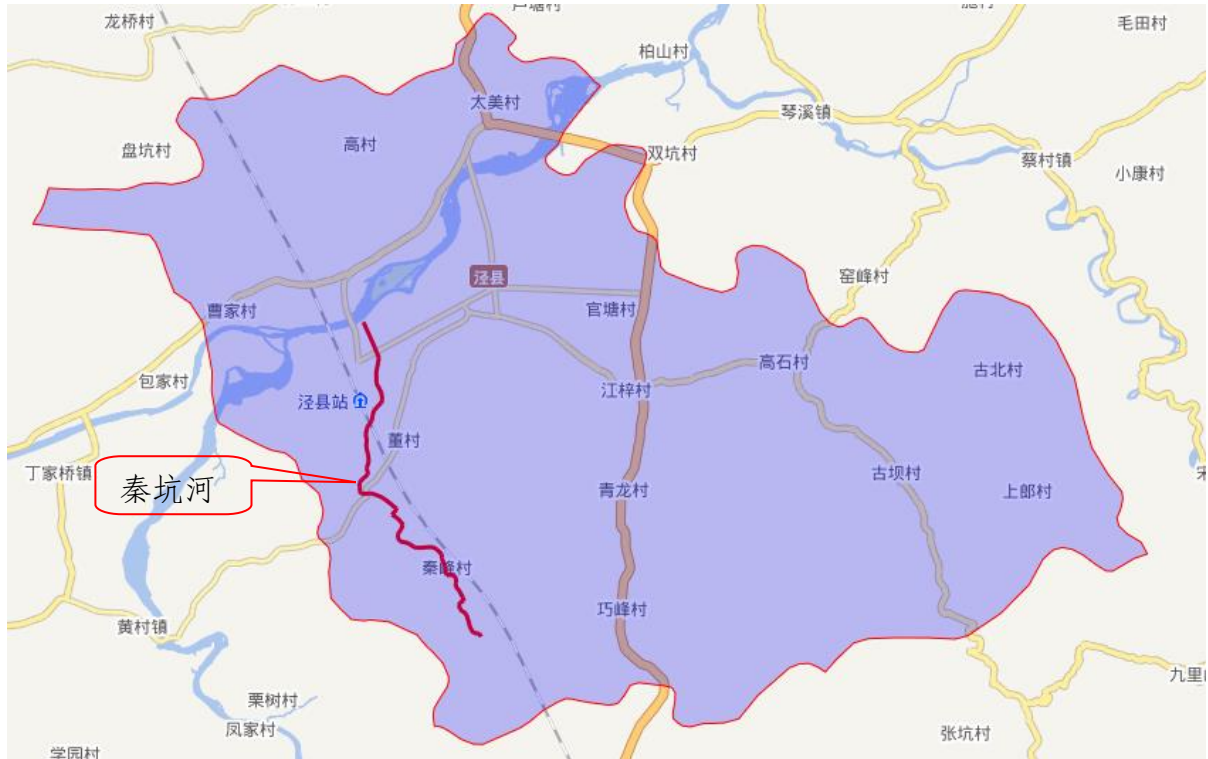 龙桥村
毛田村
柏山村
太美村
琴溪镇
高村
盘坑村
双坑村
蔡村镇
小康村
泾县
窑峰村
曹家村
官塘村
高石村
古北村
包家村
江梓村
泾县站
董村
丁家桥镇
秦坑河
青龙村
古坝村
上郎村
秦峰村
巧峰村
黄村镇
九里
栗树村
凤家村
张坑村
学园村